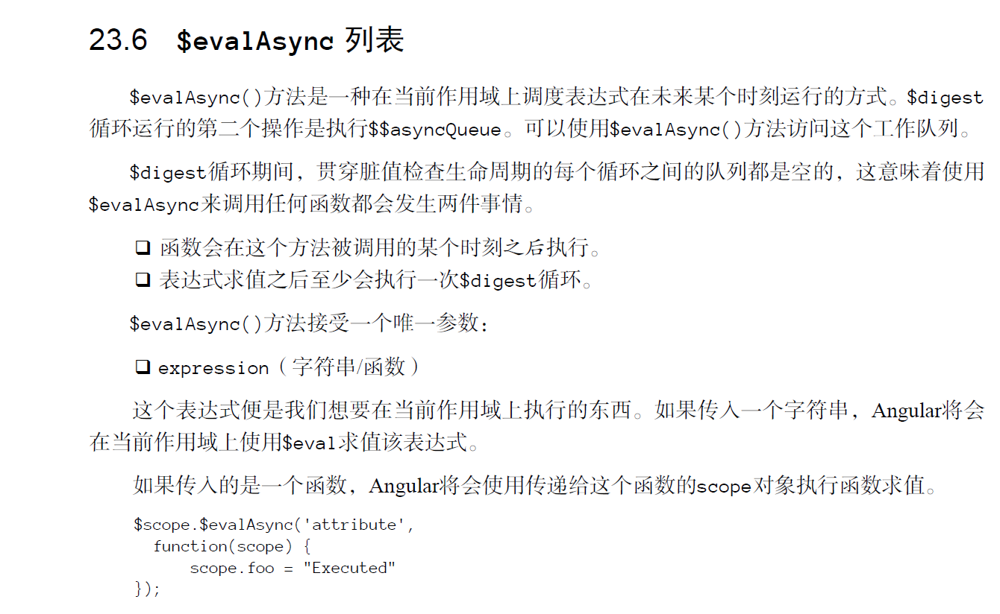 23.6 $evalAsync 列表
$evalAsync()方法是一种在当前作用域上调度表达式在未来某个时刻运行的方式。$digest
循环运行的第二个操作是执行$$asyncQueue。可以使用$evalAsync()方法访问这个工作队列。
$digest循环期间，贯穿脏值检查生命周期的每个循环之间的队列都是空的，这意味着使用
$evalAsync来调用任何函数都会发生两件事情。
❑ 函数会在这个方法被调用的某个时刻之后执行。
❑ 表达式求值之后至少会执行一次$digest循环。
$evalAsync()方法接受一个唯一参数：
❑ expression（字符串/函数）
这个表达式便是我们想要在当前作用域上执行的东西。如果传入一个字符串，Angular将会
在当前作用域上使用$eval求值该表达式。
如果传入的是一个函数，Angular将会使用传递给这个函数的scope对象执行函数求值。
$scope.$evalAsync('attribute',
function(scope) {
scope.foo = "Executed"
});